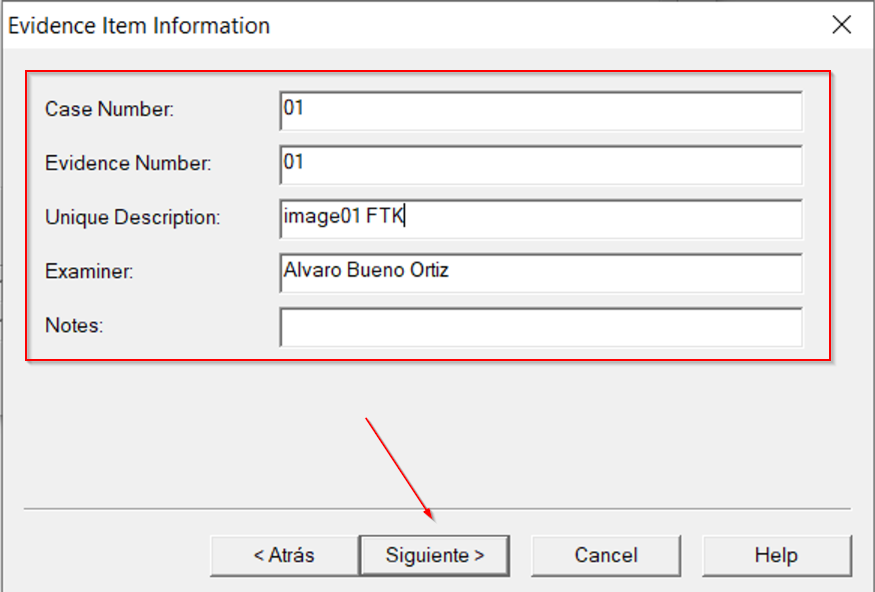 Evidence Item Information
Case Number: 01
Evidence Number: 01
Unique Description: image01 FTK
Examiner: Alvaro Bueno Ortiz
Notes:
< Atrás Siguiente > Cancel Help